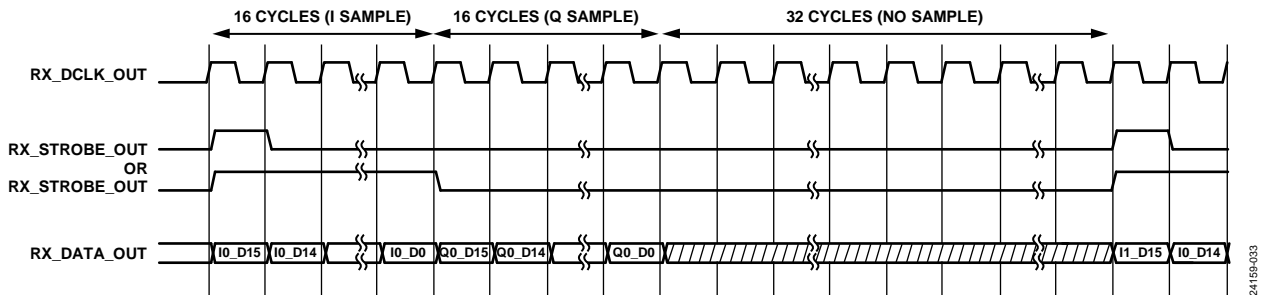 16 CYCLES (I SAMPLE) 16 CYCLES (Q SAMPLE) 32 CYCLES (NO SAMPLE)
RX_DCLK_OUT
RX_STROBE_OUT
OR
RX_STROBE_OUT
RX_DATA_OUT I0_D15 I0_D14 I0_D0 Q0_D15 Q0_D14 Q0_D0 I1_D15 I0_D14
24159-033